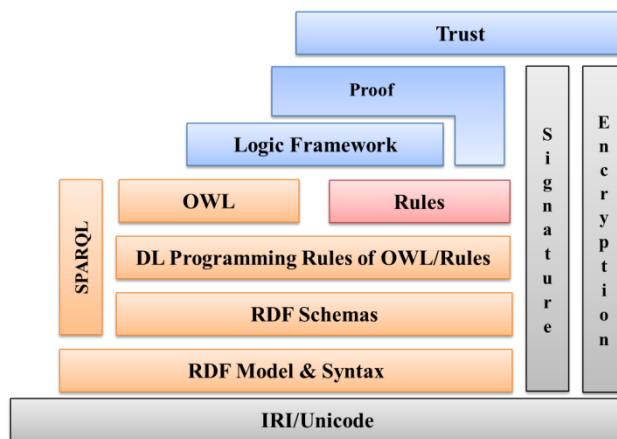 Trust
Proof
Logic Framework
Signature
Encryption
SPARQL
OWL
Rules
DL Programming Rules of OWL/Rules
RDF Schemas
RDF Model & Syntax
IRI/Unicode